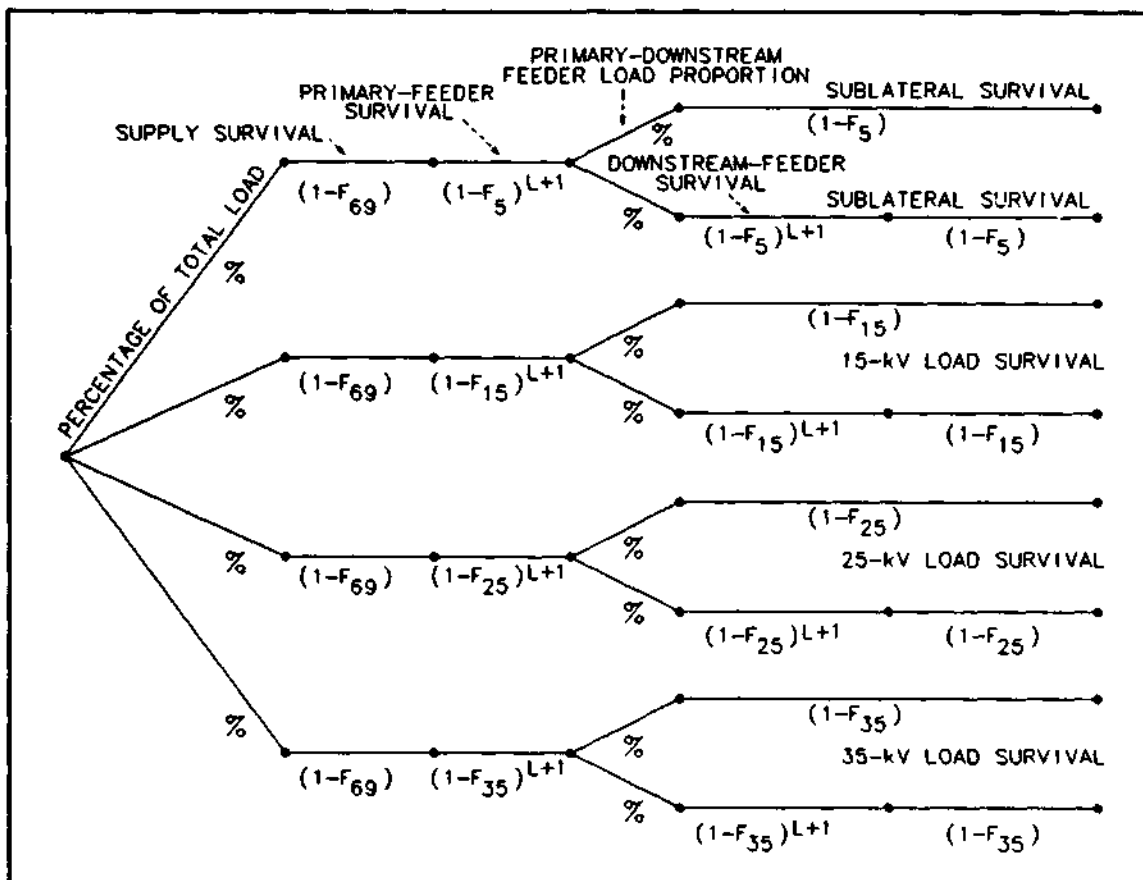 PRIMARY-DOWNSTREAM
FEEDER LOAD PROPORTION
PRIMARY-FEEDER
SURVIVAL
SUBLATERAL SURVIVAL
SUPPLY SURVIVAL
%
(1-F5)
DOWNSTREAM-FEEDER
SURVIVAL
(1-F69) (1-F5)L+1
SUBLATERAL SURVIVAL
%
(1-F5)L+1 (1-F5)
PERCENTAGE OF TOTAL LOAD
%
(1-F15)
%
15-kV LOAD SURVIVAL
% (1-F69) (1-F15)L+1
%
(1-F15)L+1 (1-F15)
(1-F25)
%
25-kV LOAD SURVIVAL
% (1-F69) (1-F25)L+1
%
(1-F25)L+1 (1-F25)
(1-F35)
%
%
35-kV LOAD SURVIVAL
(1-F69) (1-F35)L+1
%
(1-F35)L+1 (1-F35)